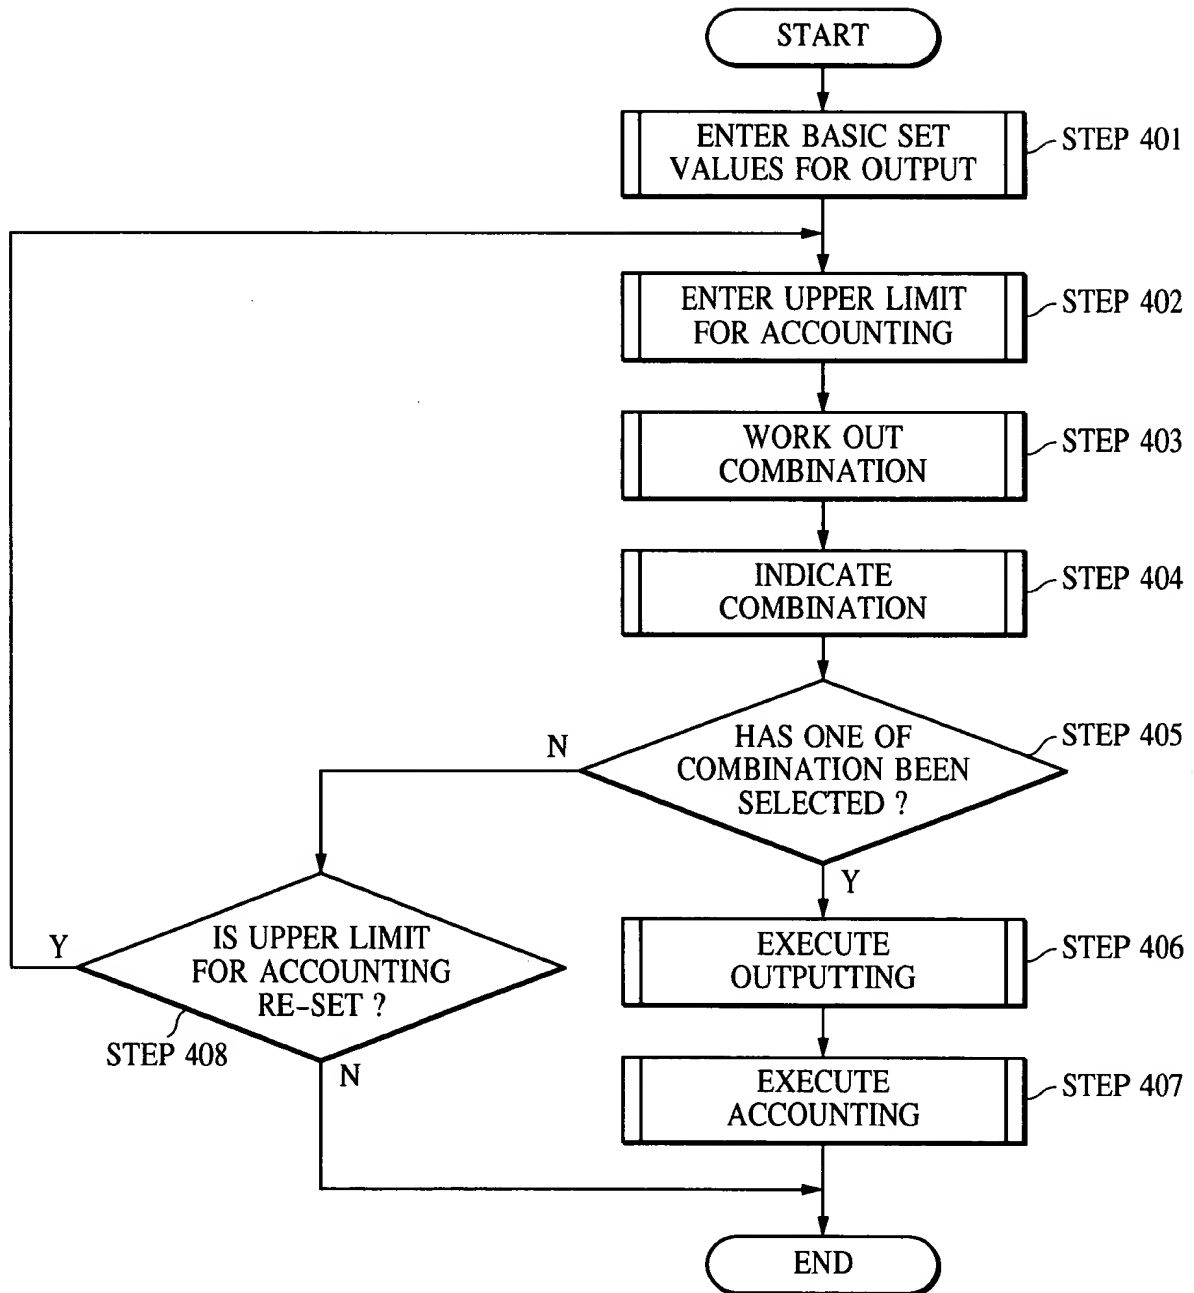 START
ENTER BASIC SET
VALUES FOR OUTPUT
STEP 401
ENTER UPPER LIMIT
FOR ACCOUNTING
STEP 402
WORK OUT
COMBINATION
STEP 403
INDICATE
COMBINATION
STEP 404
HAS ONE OF
COMBINATION BEEN
SELECTED ?
STEP 405
N
Y
IS UPPER LIMIT
FOR ACCOUNTING
RE-SET ?
Y
STEP 408
N
EXECUTE
OUTPUTTING
STEP 406
EXECUTE
ACCOUNTING
STEP 407
END